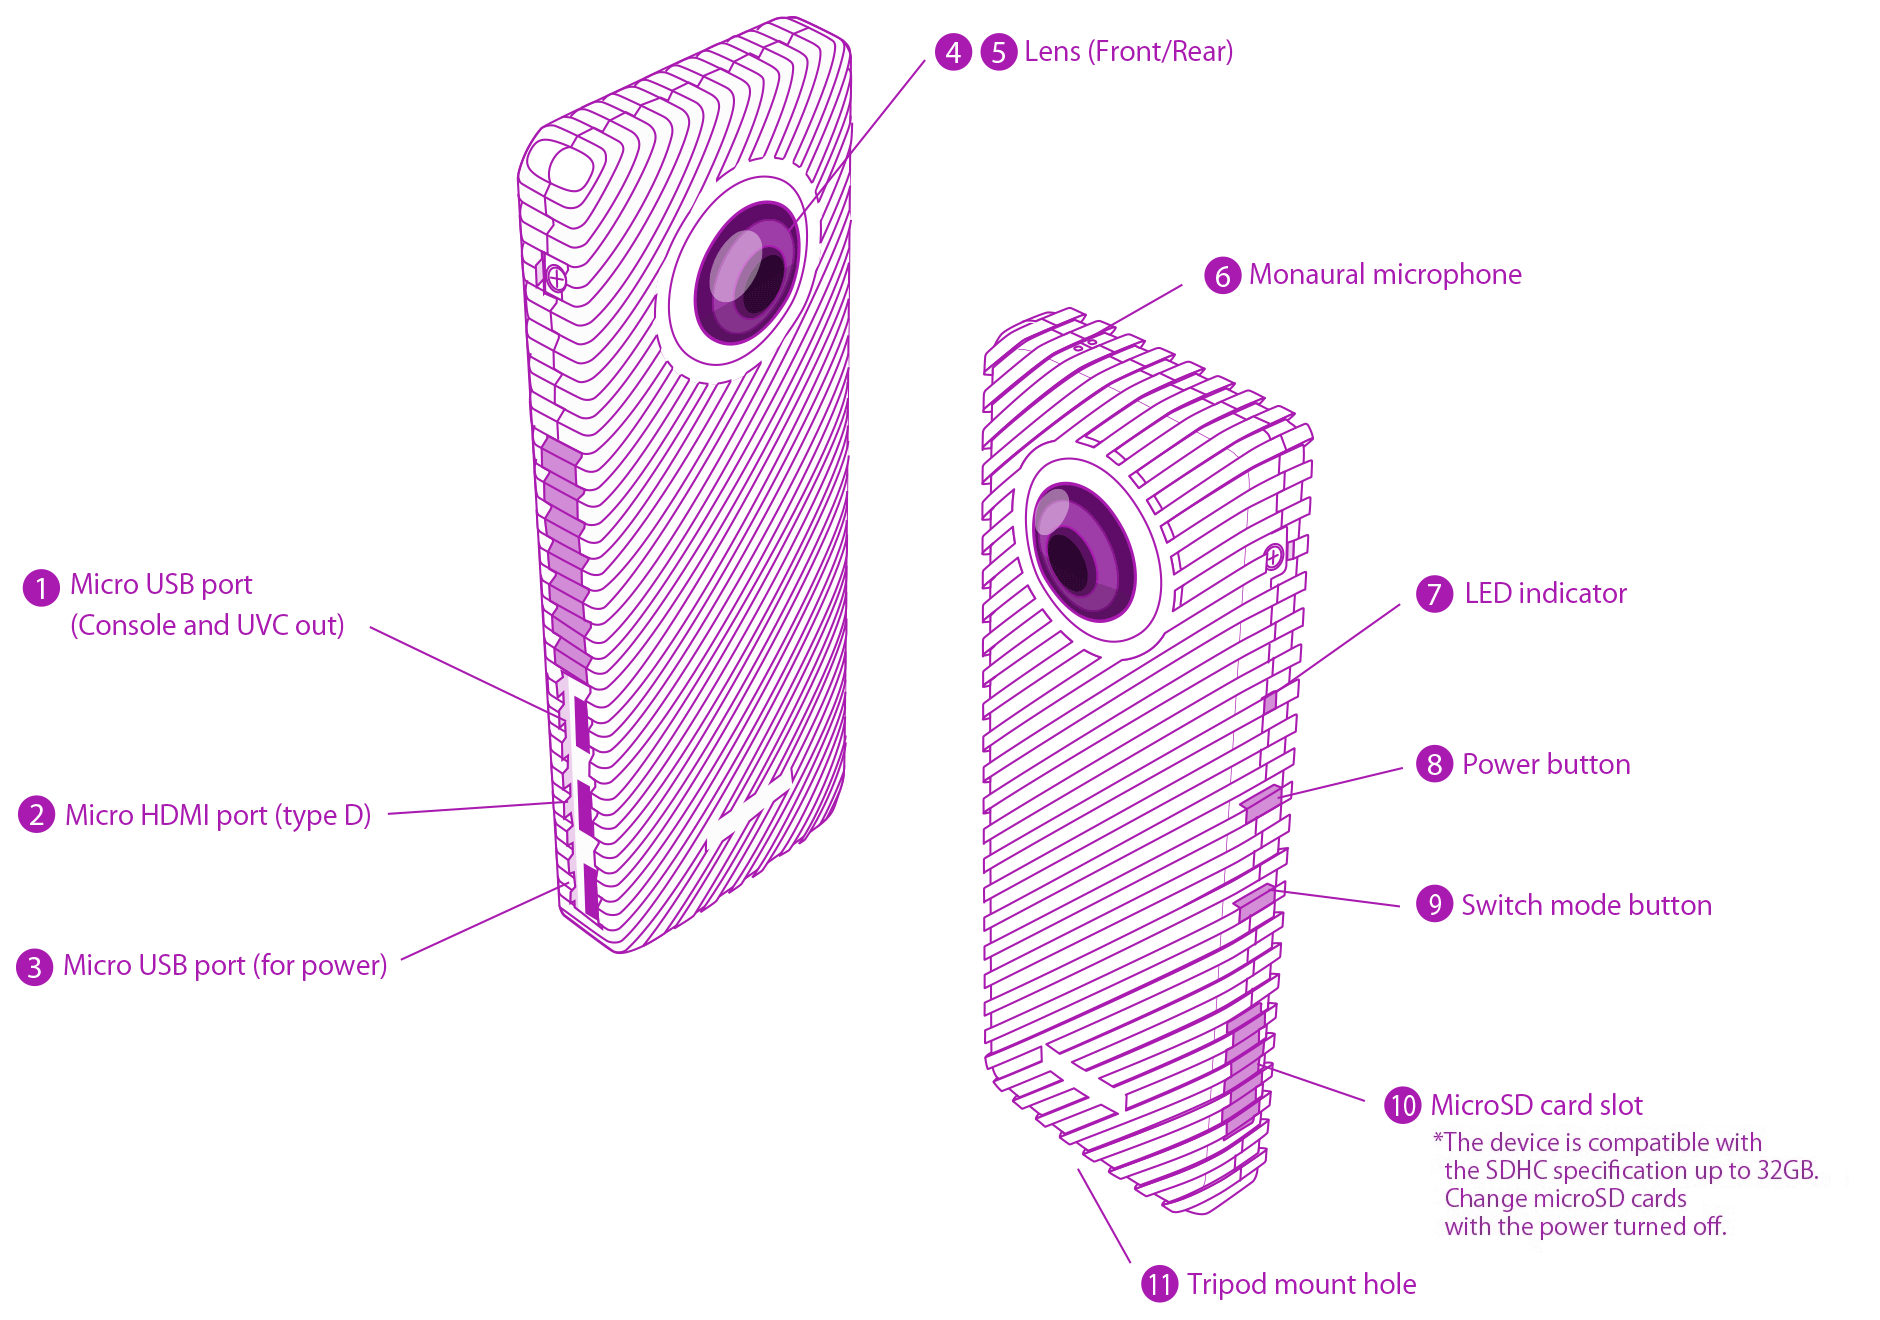 4 5 Lens (Front/Rear)
6 Monaural microphone
1 Micro USB port
(Console and UVC out)
7 LED indicator
8 Power button
2 Micro HDMI port (type D)
9 Switch mode button
3 Micro USB port (for power)
10 MicroSD card slot
*The device is compatible with
the SDHC specification up to 32GB.
Change microSD cards
with the power turned off.
11 Tripod mount hole